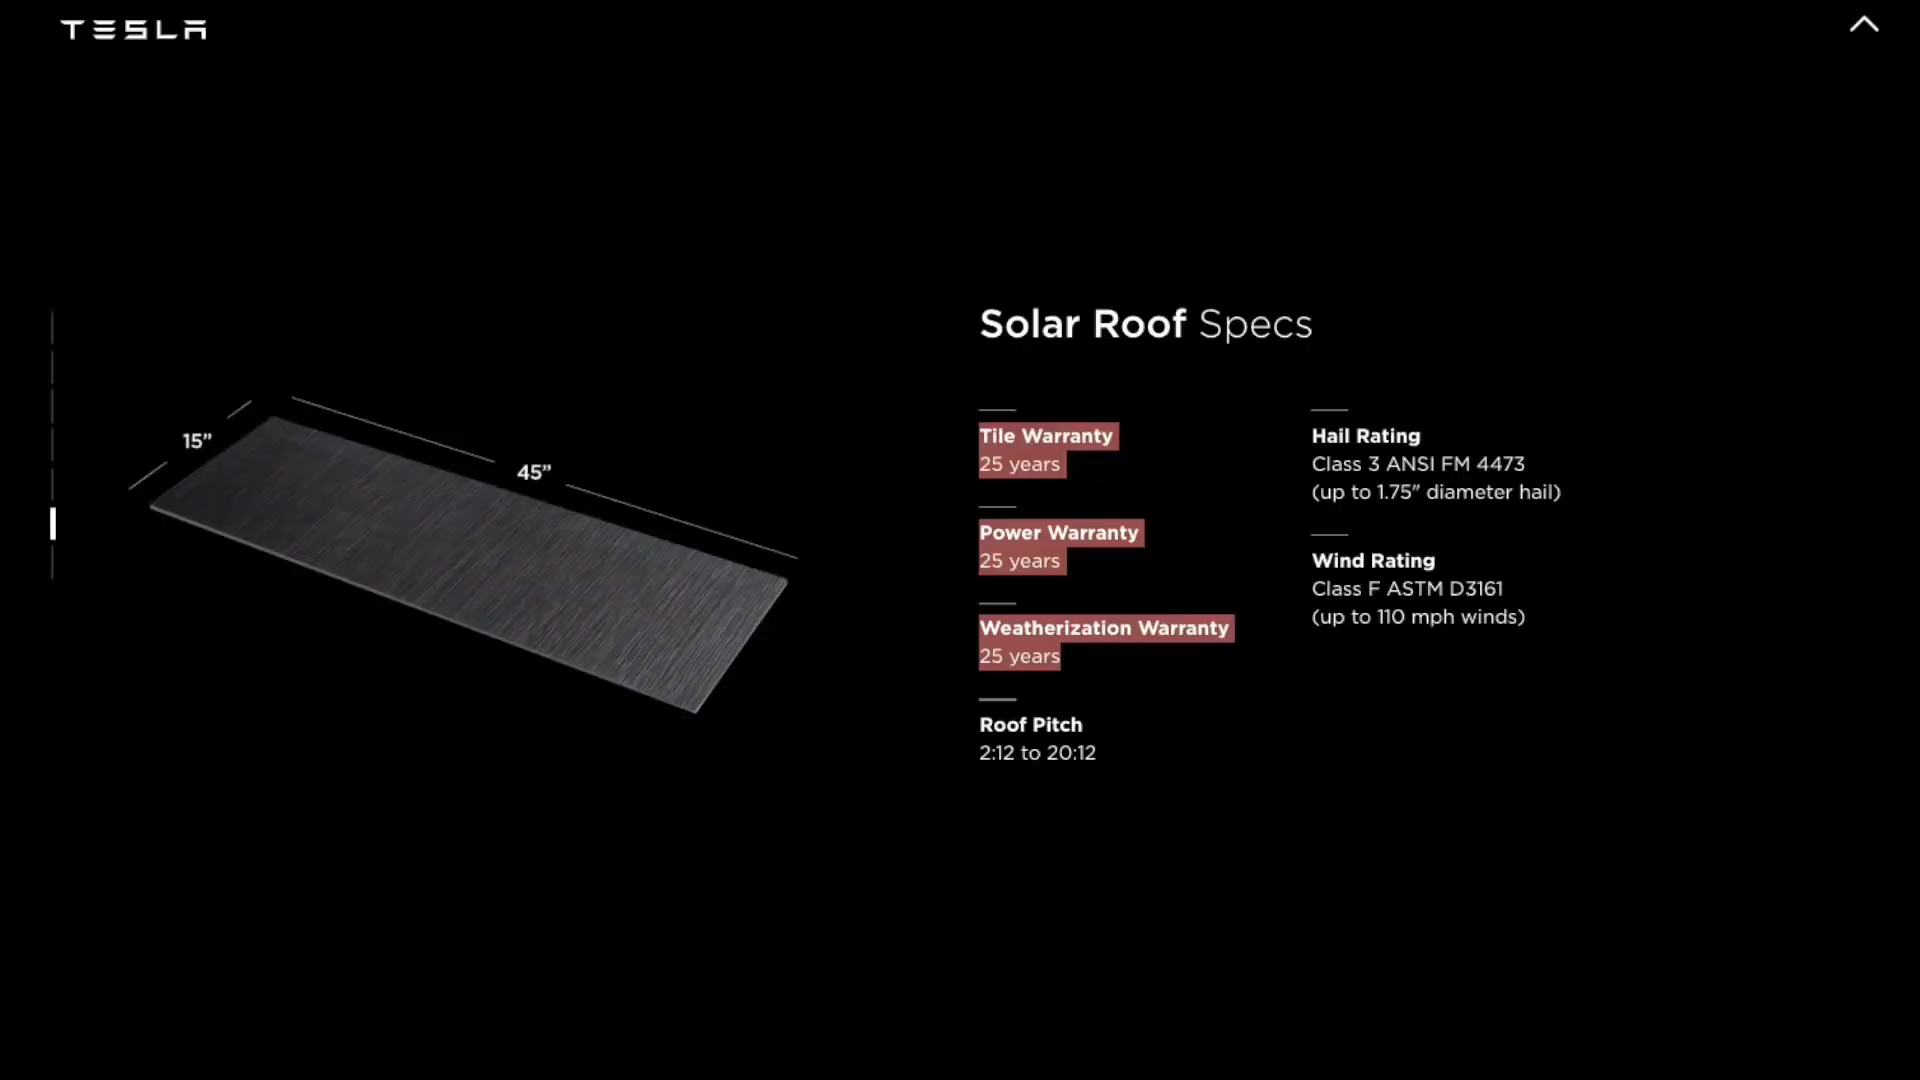 TESLA
15”
45”
Solar Roof Specs
Tile Warranty
25 years
Power Warranty
25 years
Weatherization Warranty
25 years
Roof Pitch
2:12 to 20:12
Hail Rating
Class 3 ANSI FM 4473
(up to 1.75" diameter hail)
Wind Rating
Class F ASTM D3161
(up to 110 mph winds)